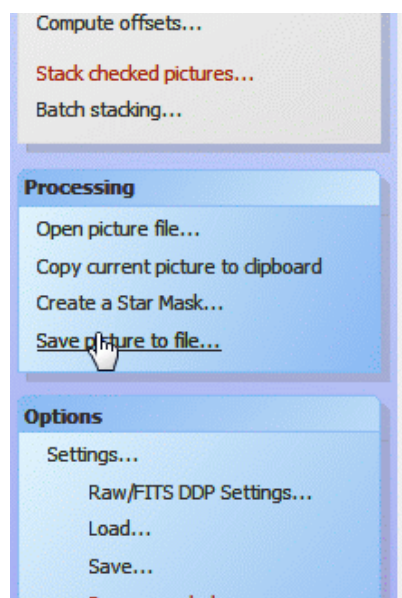 Compute offsets...
Stack checked pictures...
Batch stacking...
Processing
Open picture file...
Copy current picture to clipboard
Create a Star Mask...
Save picture to file...
Options
Settings...
Raw/FITS DDP Settings...
Load...
Save...